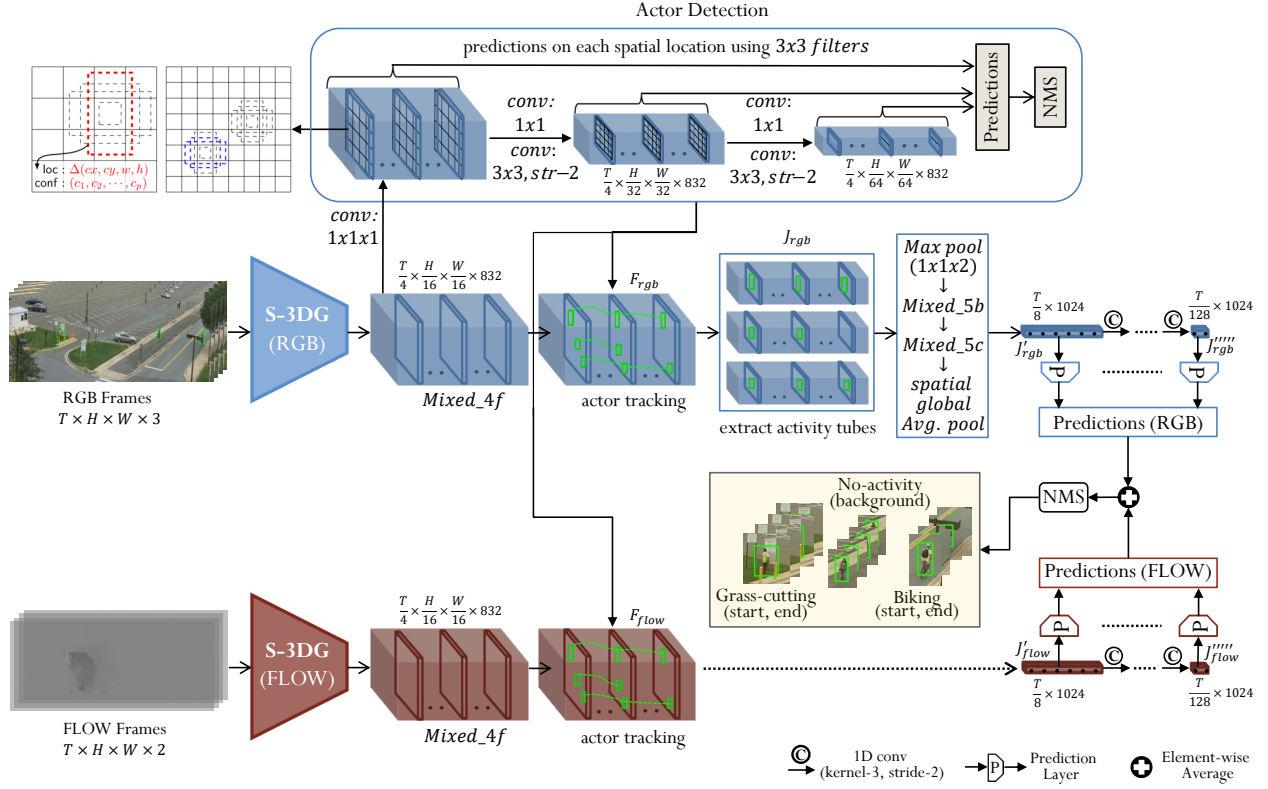 Actor Detection
predictions on each spatial location using 3x3 filters
conv:
1x1
conv:
3x3, str−2
conv:
1x1
conv:
3x3, str−2
Predictions
NMS
T/4 × H/32 × W/32 × 832
T/4 × H/64 × W/64 × 832
loc : Δ(cx, cy, w, h)
conf : (c₁, c₂, ⋯, cₚ)
conv:
1x1x1
RGB Frames
T × H × W × 3
S-3DG
(RGB)
T/4 × H/16 × W/16 × 832
Mixed_4f
F_rgb
actor tracking
J_rgb
extract activity tubes
Max pool
(1x1x2)
↓
Mixed_5b
↓
Mixed_5c
↓
spatial
global
Avg. pool
T/8 × 1024
T/128 × 1024
C
C
J'_rgb
J'''''_rgb
P
P
Predictions (RGB)
NMS
No-activity
(background)
Grass-cutting
(start, end)
Biking
(start, end)
Predictions (FLOW)
P
P
J'_flow
J'''''_flow
C
C
T/8 × 1024
T/128 × 1024
FLOW Frames
T × H × W × 2
S-3DG
(FLOW)
T/4 × H/16 × W/16 × 832
Mixed_4f
F_flow
actor tracking
C
1D conv
(kernel-3, stride-2)
P
Prediction
Layer
Element-wise
Average